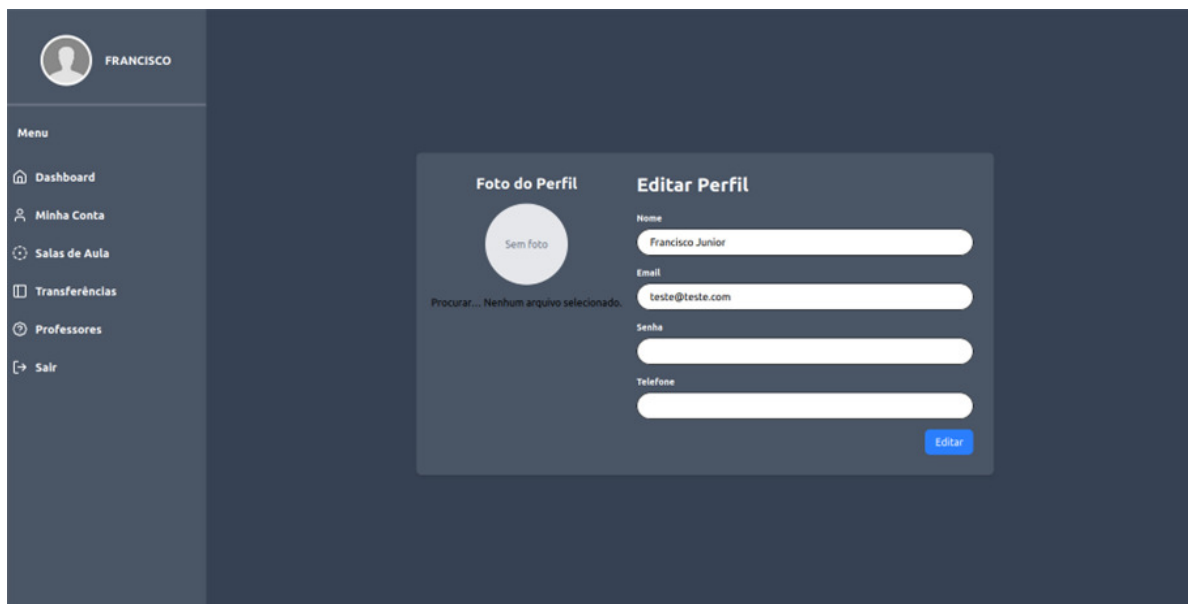 FRANCISCO
Menu
Dashboard
Minha Conta
Salas de Aula
Transferências
Professores
Sair
Foto do Perfil
Sem foto
Procurar... Nenhum arquivo selecionado.
Editar Perfil
Nome
Francisco Junior
Email
teste@teste.com
Senha
Telefone
Editar